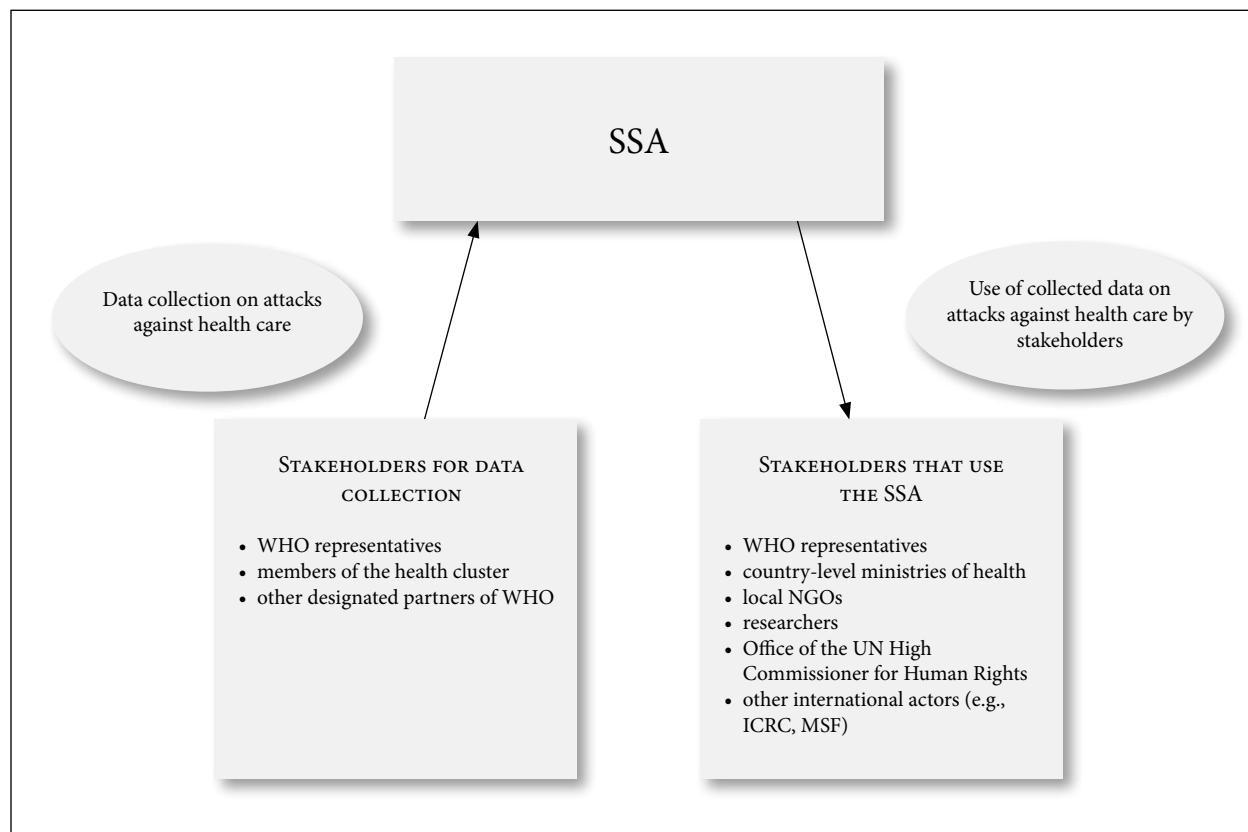 SSA
Data collection on attacks
against health care
Use of collected data on
attacks against health care by
stakeholders
Stakeholders for data
collection
• WHO representatives
• members of the health cluster
• other designated partners of WHO
Stakeholders that use
the SSA
• WHO representatives
• country-level ministries of health
• local NGOs
• researchers
• Office of the UN High
Commissioner for Human Rights
• other international actors (e.g.,
ICRC, MSF)